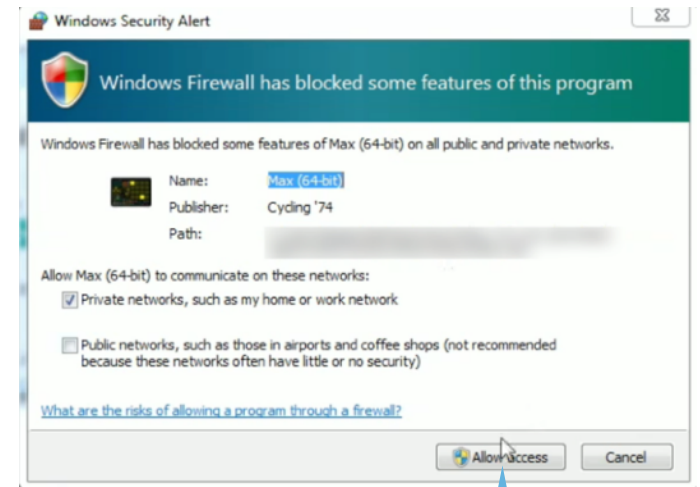 Windows Security Alert
Windows Firewall has blocked some features of this program
Windows Firewall has blocked some features of Max (64-bit) on all public and private networks.
Name: Max (64-bit)
Publisher: Cycling '74
Path:
Allow Max (64-bit) to communicate on these networks:
Private networks, such as my home or work network
Public networks, such as those in airports and coffee shops (not recommended
because these networks often have little or no security)
What are the risks of allowing a program through a firewall?
Allow access Cancel